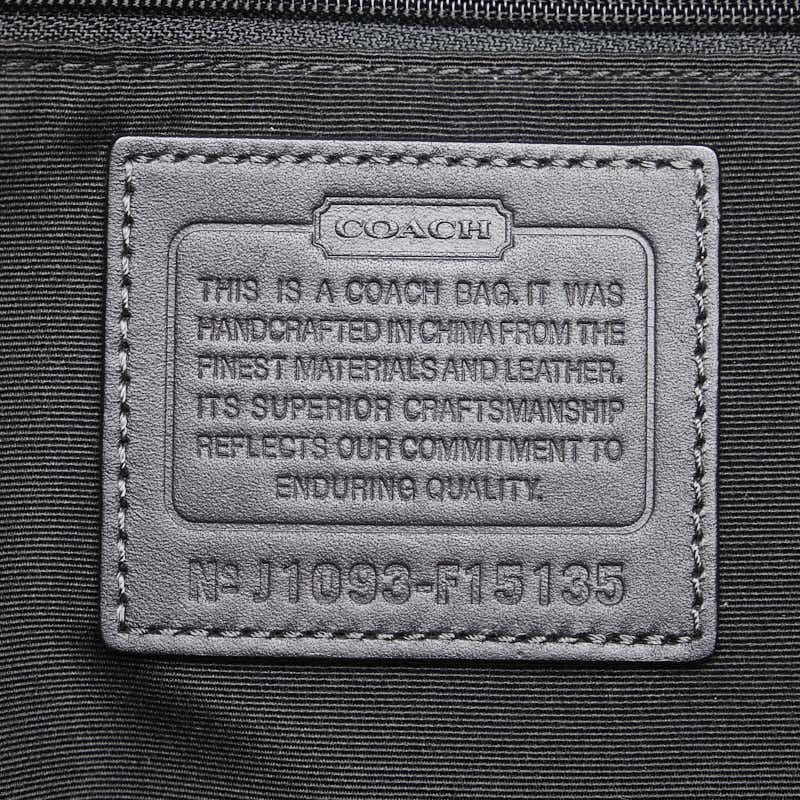 COACH
THIS IS A COACH BAG. IT WAS
HANDCRAFTED IN CHINA FROM THE
FINEST MATERIALS AND LEATHER.
ITS SUPERIOR CRAFTSMANSHIP
REFLECTS OUR COMMITMENT TO
ENDURING QUALITY.
Nº J1093-F15135